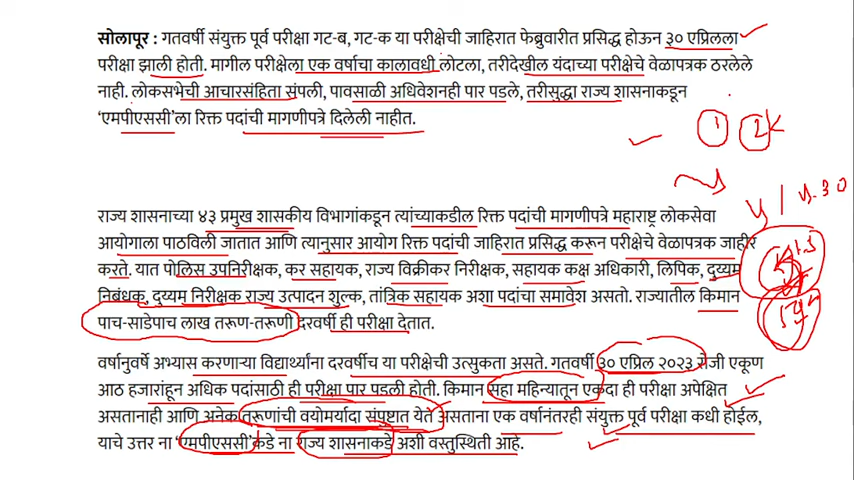 सोलापूर : गतवर्षी संयुक्त पूर्व परीक्षा गट-ब, गट-क या परीक्षेची जाहिरात फेब्रुवारीत प्रसिद्ध होऊन ३० एप्रिलला
परीक्षा झाली होती. मागील परीक्षेला एक वर्षाचा कालावधी लोटला, तरीदेखील यंदाच्या परीक्षेचे वेळापत्रक ठरलेले
नाही. लोकसभेची आचारसंहिता संपली, पावसाळी अधिवेशनही पार पडले, तरीसुद्धा राज्य शासनाकडून
'एमपीएससी'ला रिक्त पदांची मागणीपत्रे दिलेली नाहीत.
1 2K
राज्य शासनाच्या ४३ प्रमुख शासकीय विभागांकडून त्यांच्याकडील रिक्त पदांची मागणीपत्रे महाराष्ट्र लोकसेवा
आयोगाला पाठविली जातात आणि त्यानुसार आयोग रिक्त पदांची जाहिरात प्रसिद्ध करून परीक्षेचे वेळापत्रक जाहीर
करते. यात पोलिस उपनिरीक्षक, कर सहायक, राज्य विक्रीकर निरीक्षक, सहायक कक्ष अधिकारी, लिपिक, दुय्यम
निबंधक, दुय्यम निरीक्षक राज्य उत्पादन शुल्क, तांत्रिक सहायक अशा पदांचा समावेश असतो. राज्यातील किमान
पाच-साडेपाच लाख तरूण-तरूणी दरवर्षी ही परीक्षा देतात.
वर्षानुवर्षे अभ्यास करणाऱ्या विद्यार्थ्यांना दरवर्षीच या परीक्षेची उत्सुकता असते. गतवर्षी ३० एप्रिल २०२३ रोजी एकूण
आठ हजारांहून अधिक पदांसाठी ही परीक्षा पार पडली होती. किमान सहा महिन्यातून एकदा ही परीक्षा अपेक्षित
असतानाही आणि अनेक तरूणांची वयोमर्यादा संपुष्टात येत असताना एक वर्षानंतरही संयुक्त पूर्व परीक्षा कधी होईल,
याचे उत्तर ना 'एमपीएससी'कडे ना राज्य शासनाकडे अशी वस्तुस्थिती आहे.